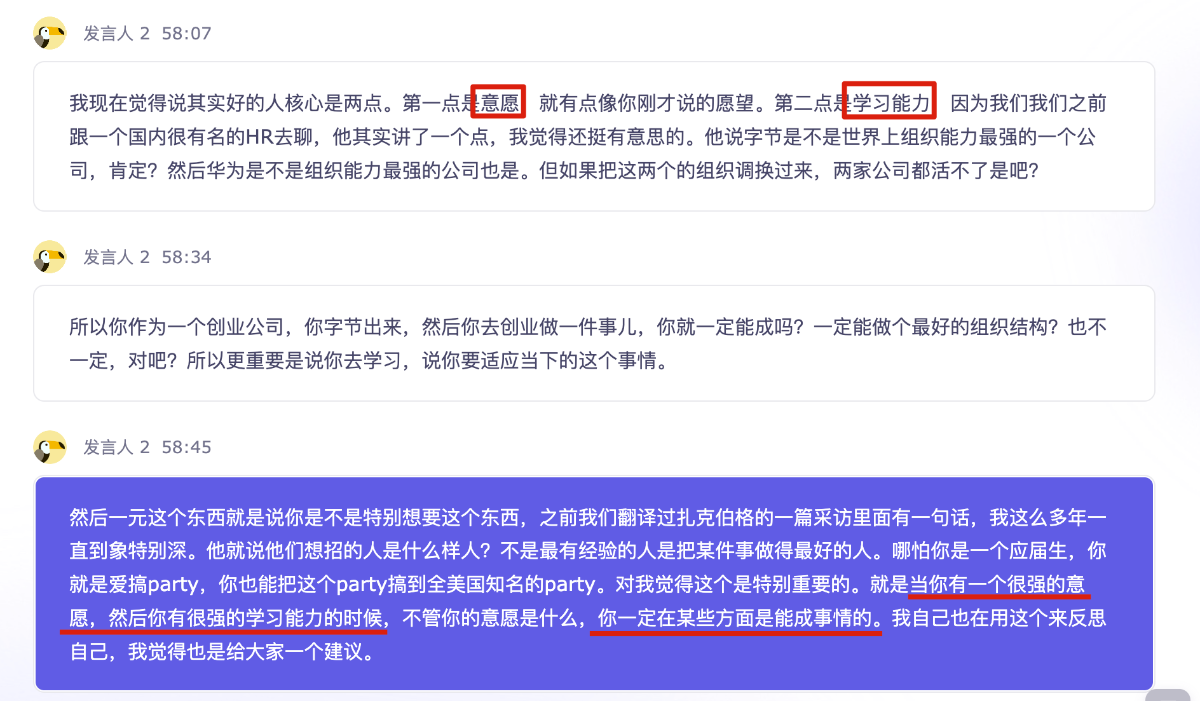 发言人 2 58:07
我现在觉得说其实好的人核心是两点。第一点是意愿 就有点像你刚才说的愿望。第二点是学习能力 因为我们我们之前
跟一个国内很有名的HR去聊，他其实讲了一个点，我觉得还挺有意思的。他说字节是不是世界上组织能力最强的一个公
司，肯定？然后华为是不是组织能力最强的公司也是。但如果把这两个的组织调换过来，两家公司都活不了是吧？
发言人 2 58:34
所以你作为一个创业公司，你字节出来，然后你去创业做一件事儿，你就一定能成吗？一定能做个最好的组织结构？也不
一定，对吧？所以更重要是说你去学习，说你要适应当下的这个事情。
发言人 2 58:45
然后一元这个东西就是说你是不是特别想要这个东西，之前我们翻译过扎克伯格的一篇采访里面有一句话，我这么多年一
直到象特别深。他就说他们想招的人是什么样人？不是最有经验的人是把某件事做得最好的人。哪怕你是一个应届生，你
就是爱搞party，你也能把这个party搞到全美国知名的party。对我觉得这个是特别重要的。就是当你有一个很强的意
愿，然后你有很强的学习能力的时候，不管你的意愿是什么，你一定在某些方面是能成事情的。我自己也在用这个来反思
自己，我觉得也是给大家一个建议。